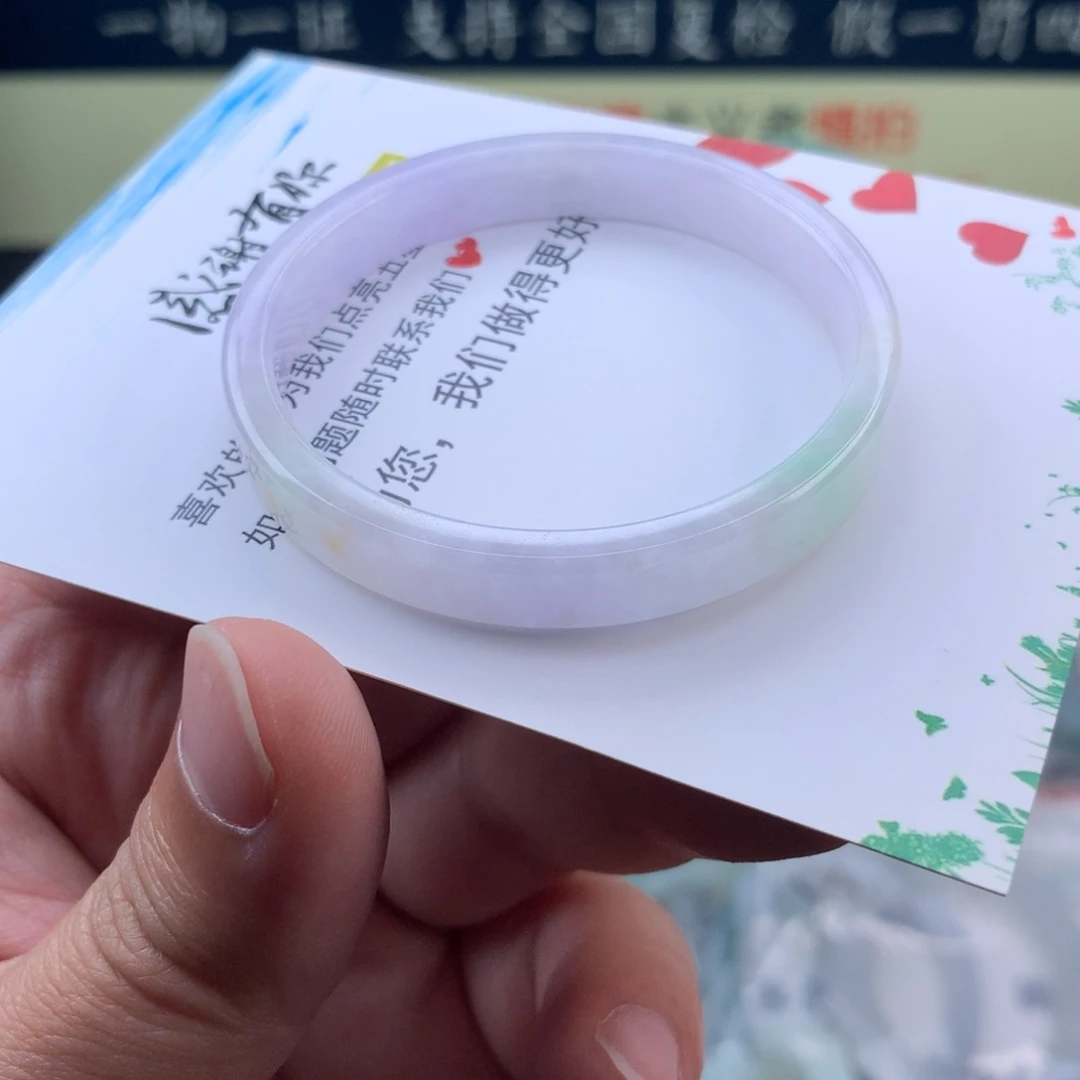 一物一证 支持全国复检 假一罚
感谢有你
喜欢 为我们点亮五
如 题随时联系我们
您，我们做得更好